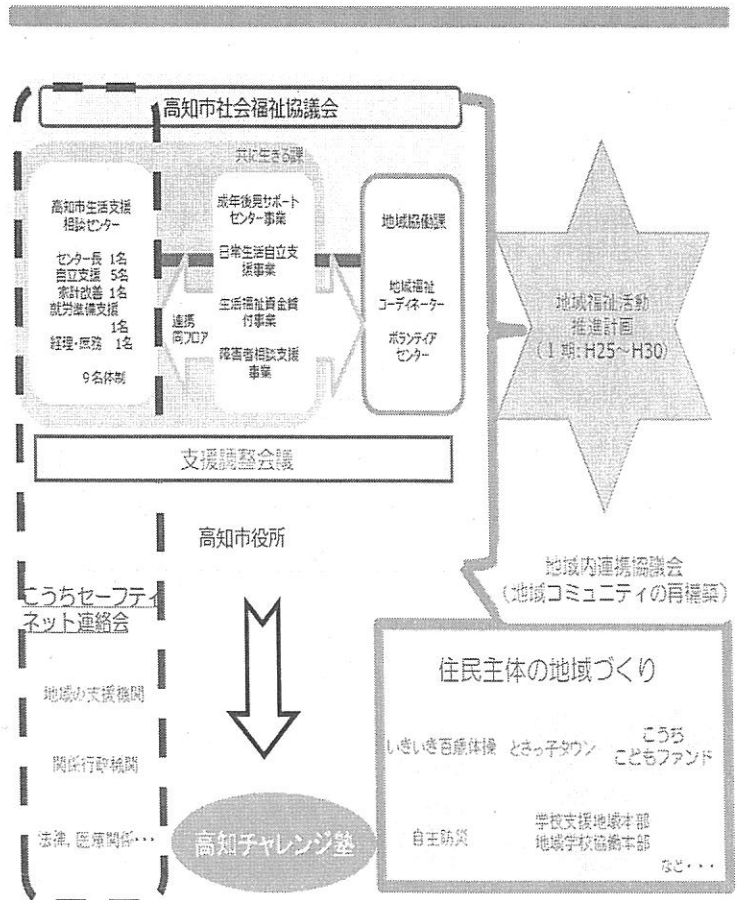 高知市社会福祉協議会
共に生きる課
高知市生活支援
相談センター
センター長 1名
自立支援 5名
家計改善 1名
就労準備支援
1名
経理・庶務 1名
9名体制
連携
同フロア
成年後見サポート
センター事業
日常生活自立支
援事業
生活福祉資金貸
付事業
障害者相談支援
事業
地域協働課
地域福祉
コーディネーター
ボランティア
センター
地域福祉活動
推進計画
(1期:H25～H30)
支援調整会議
高知市役所
地域内連携協議会
(地域コミュニティの再構築)
こうちセーフティ
ネット連絡会
地域の支援機関
関係行政機関
法律,医療関係・・・
高知チャレンジ塾
住民主体の地域づくり
いきいき百歳体操
とさっ子タウン
こうち
こどもファンド
自主防災
学校支援地域本部
地域学校協働本部
など・・・